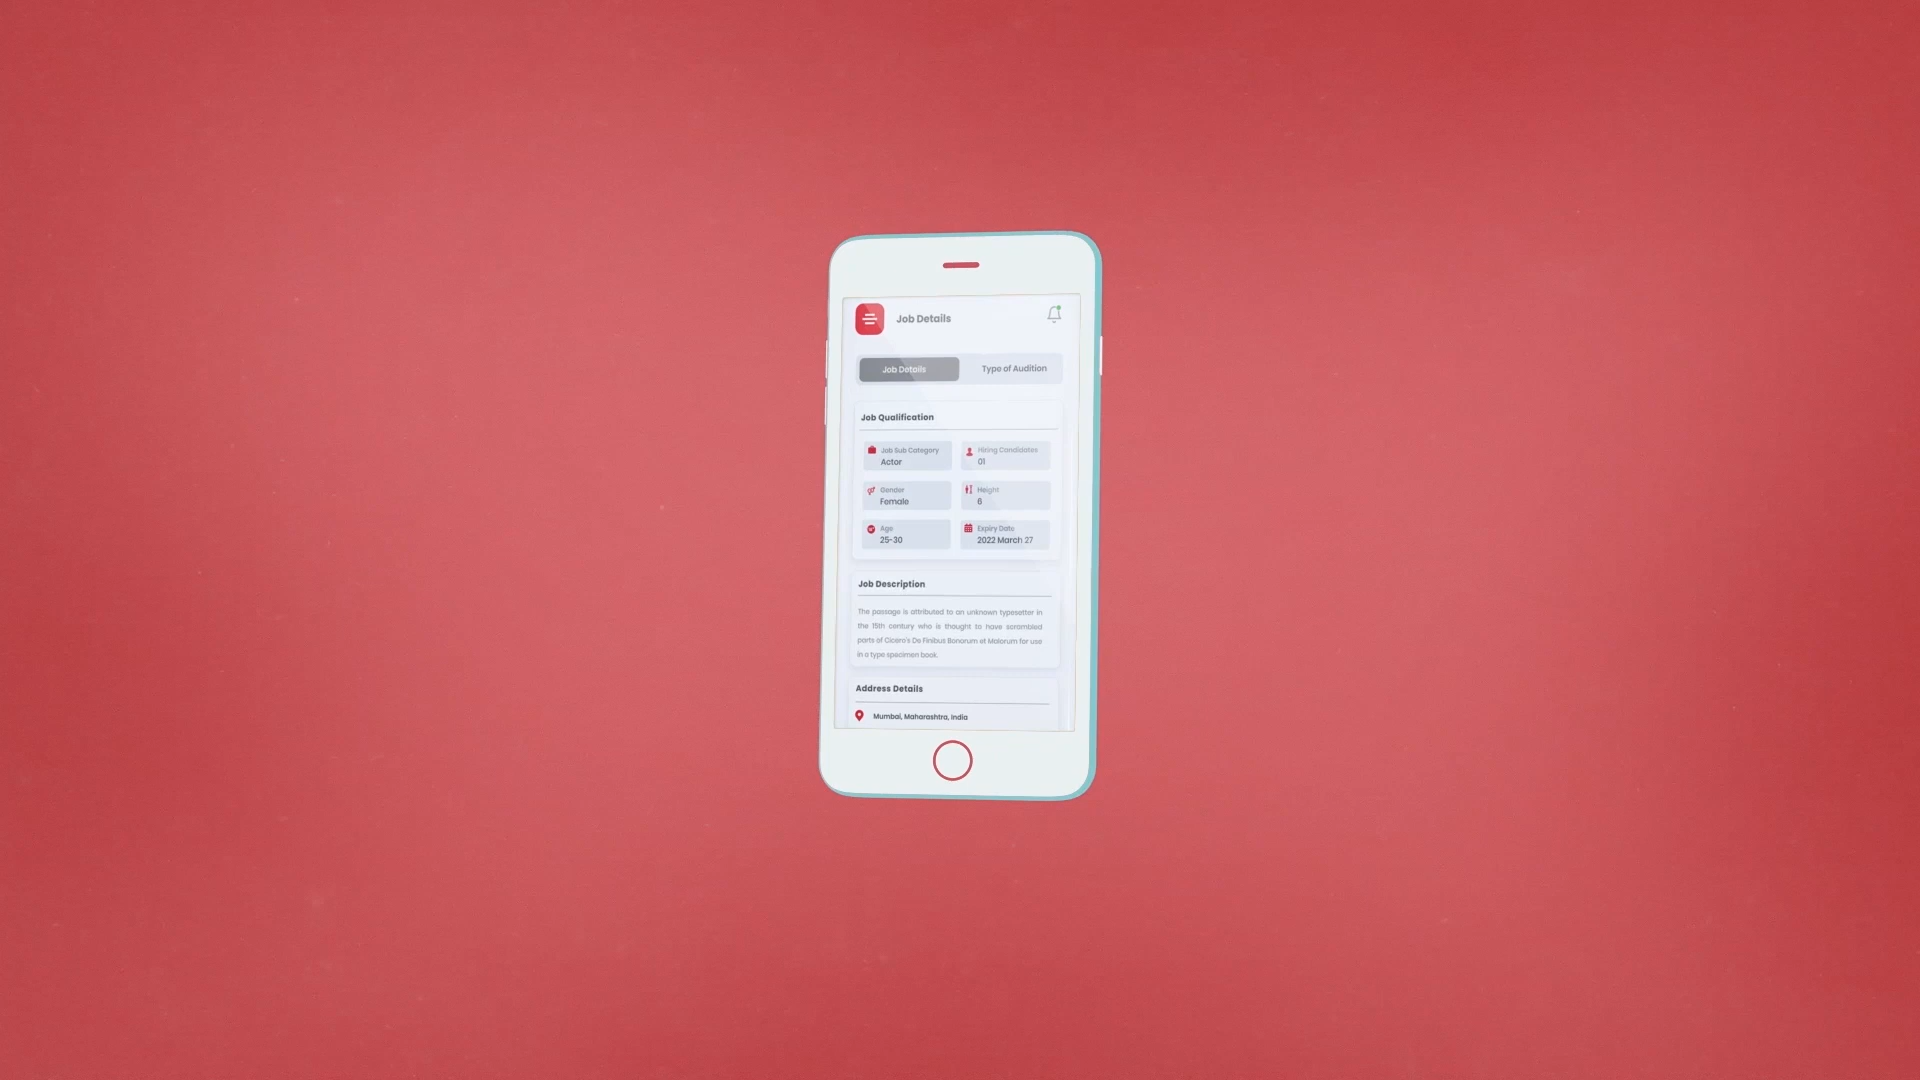 Job Details
Job Details Type of Audition
Job Qualification
Job Sub Category Hiring Candidates
Actor 01
Gender Height
Female 6
Age Expiry Date
25-30 2022 March 27
Job Description
The passage is attributed to an unknown typesetter in
the 15th century who is thought to have scrambled
parts of Cicero's De Finibus Bonorum et Malorum for use
in a type specimen book.
Address Details
Mumbai, Maharashtra, India